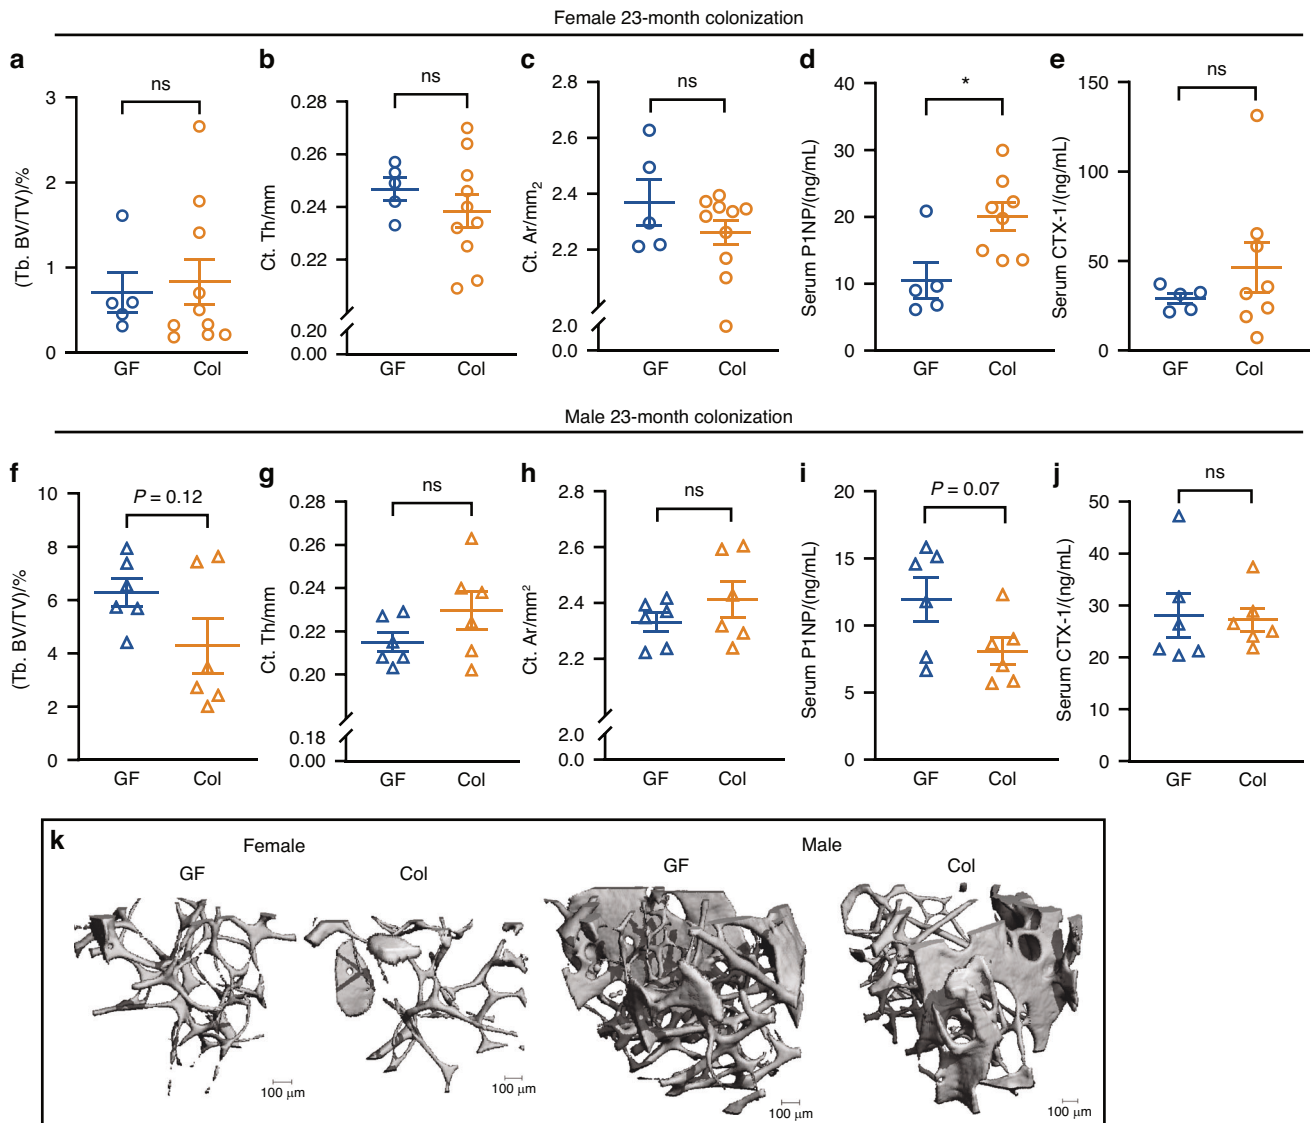 Female 23-month colonization
a b c d e
ns ns ns * ns
(Tb. BV/TV)/%
3
2
1
0
GF Col
Ct. Th/mm
0.28
0.26
0.24
0.22
0.20
0.00
GF Col
Ct. Ar/mm2
2.8
2.6
2.4
2.2
2.0
0.0
GF Col
Serum P1NP/(ng/mL)
40
30
20
10
0
GF Col
Serum CTX-1/(ng/mL)
150
100
50
0
GF Col
Male 23-month colonization
f g h i j
P = 0.12 ns ns P = 0.07 ns
(Tb. BV/TV)/%
10
8
6
4
2
0
GF Col
Ct. Th/mm
0.28
0.26
0.24
0.22
0.20
0.18
0.00
GF Col
Ct. Ar/mm²
2.8
2.6
2.4
2.2
2.0
0.0
GF Col
Serum P1NP/(ng/mL)
20
15
10
5
0
GF Col
Serum CTX-1/(ng/mL)
50
40
30
20
10
0
GF Col
k
Female Male
GF Col GF Col
100 µm 100 µm 100 µm 100 µm